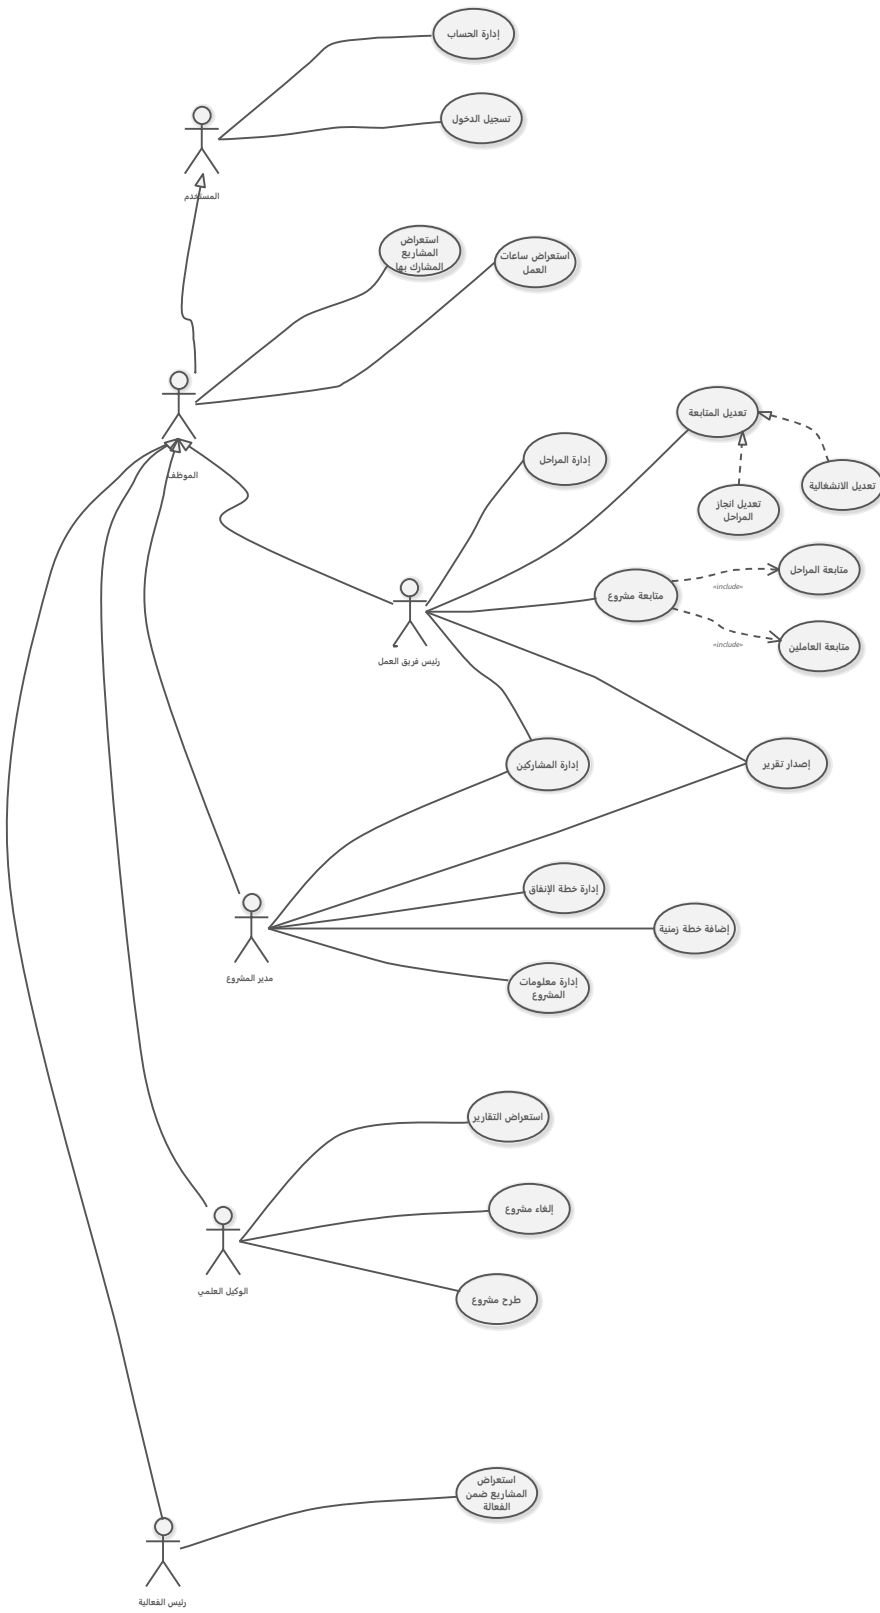 إدارة الحساب
تسجيل الدخول
المستخدم
استعراض
المشاريع
المشارك بها
استعراض ساعات
العمل
الموظف
تعديل المتابعة
إدارة المراحل
تعديل الانشغالية
تعديل انجاز
المراحل
متابعة المراحل
«include»
متابعة مشروع
متابعة العاملين
«include»
رئيس فريق العمل
إدارة المشاركين
إصدار تقرير
إدارة خطة الإنفاق
إضافة خطة زمنية
مدير المشروع
إدارة معلومات
المشروع
استعراض التقارير
إلغاء مشروع
الوكيل العلمي
طرح مشروع
استعراض
المشاريع ضمن
الفعالة
رئيس الفعالية